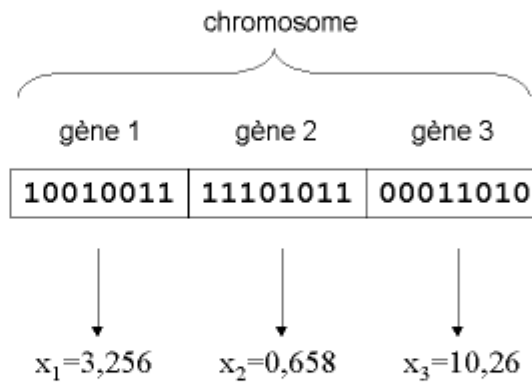 chromosome
gène 1 gène 2 gène 3
10010011 11101011 00011010
x₁=3,256 x₂=0,658 x₃=10,26